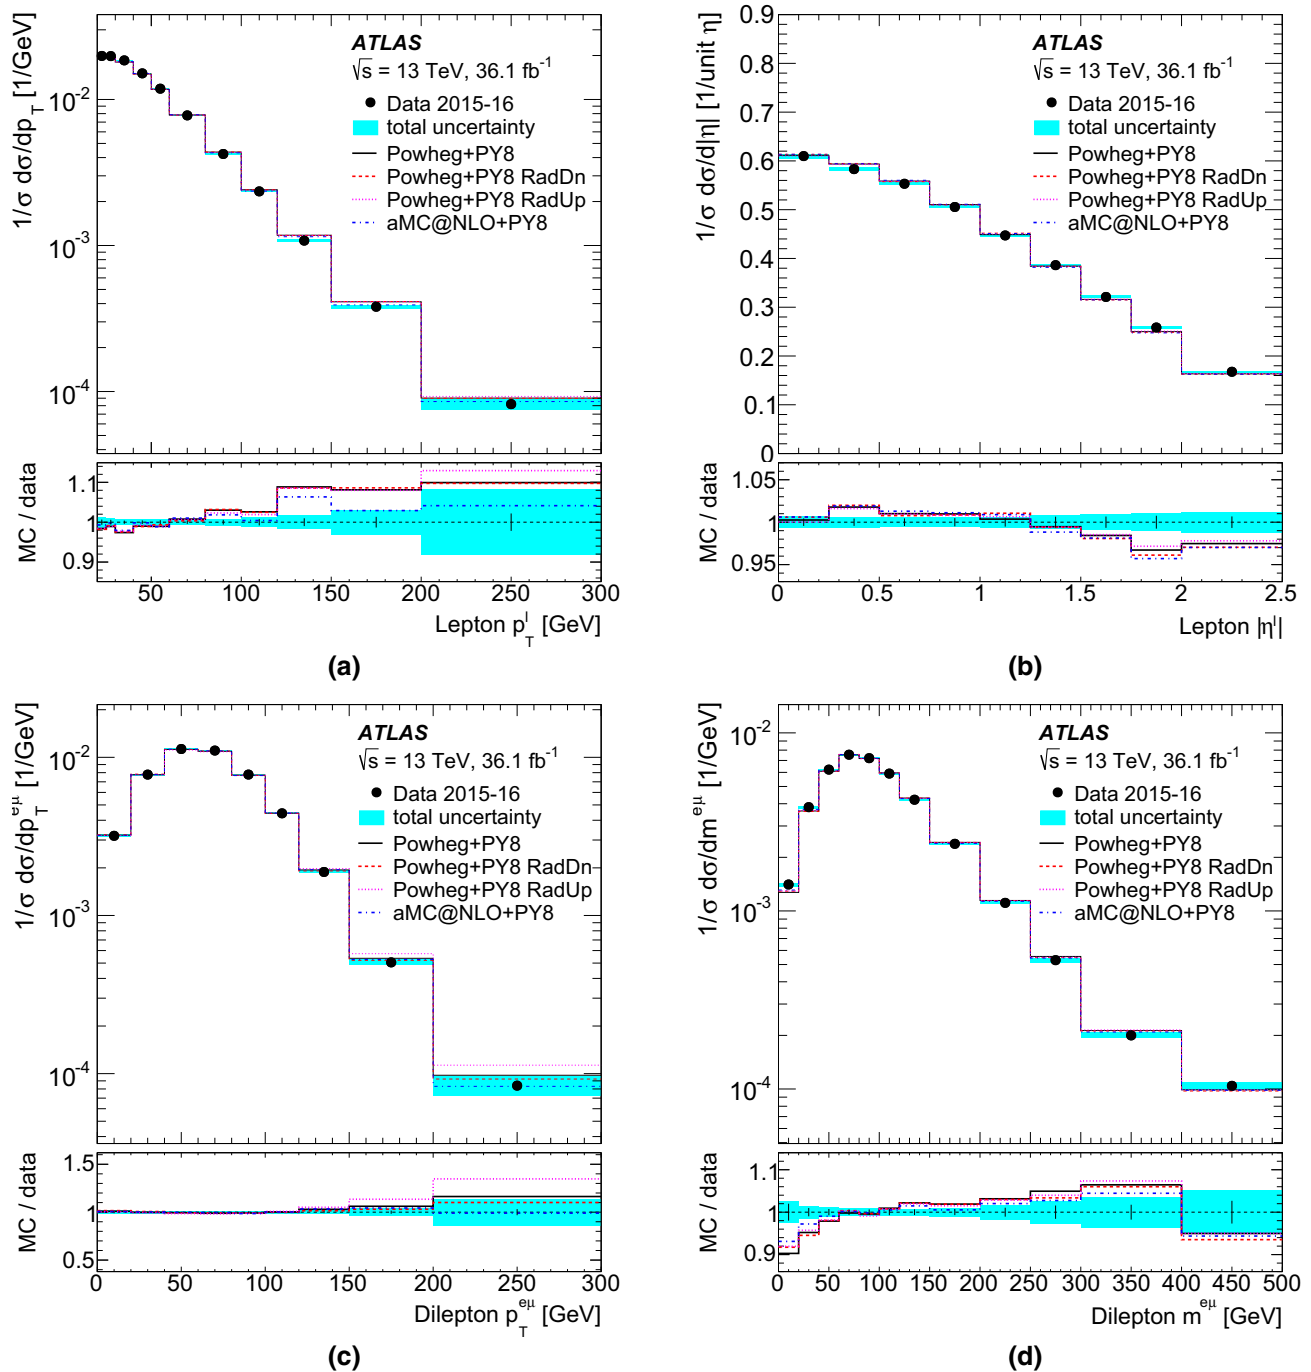 1/σ dσ/dp_T^l [1/GeV]
ATLAS
√s = 13 TeV, 36.1 fb⁻¹
Data 2015-16
total uncertainty
Powheg+PY8
Powheg+PY8 RadDn
Powheg+PY8 RadUp
aMC@NLO+PY8
10⁻²
10⁻³
10⁻⁴
MC / data
1.1
1
0.9
50 100 150 200 250 300
Lepton p_T^l [GeV]
(a)
1/σ dσ/d|η^l| [1/unit η]
0.9
0.8
0.7
0.6
0.5
0.4
0.3
0.2
0.1
0
ATLAS
√s = 13 TeV, 36.1 fb⁻¹
Data 2015-16
total uncertainty
Powheg+PY8
Powheg+PY8 RadDn
Powheg+PY8 RadUp
aMC@NLO+PY8
MC / data
1.05
1
0.95
0 0.5 1 1.5 2 2.5
Lepton |η^l|
(b)
1/σ dσ/dp_T^eμ [1/GeV]
ATLAS
√s = 13 TeV, 36.1 fb⁻¹
Data 2015-16
total uncertainty
Powheg+PY8
Powheg+PY8 RadDn
Powheg+PY8 RadUp
aMC@NLO+PY8
10⁻²
10⁻³
10⁻⁴
MC / data
1.5
1
0.5
0 50 100 150 200 250 300
Dilepton p_T^eμ [GeV]
(c)
1/σ dσ/dm^eμ [1/GeV]
ATLAS
√s = 13 TeV, 36.1 fb⁻¹
Data 2015-16
total uncertainty
Powheg+PY8
Powheg+PY8 RadDn
Powheg+PY8 RadUp
aMC@NLO+PY8
10⁻²
10⁻³
10⁻⁴
MC / data
1.1
1
0.9
0 50 100 150 200 250 300 350 400 450 500
Dilepton m^eμ [GeV]
(d)